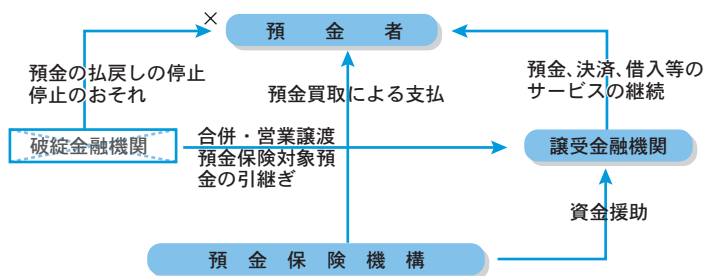 ×
預金者
預金の払戻しの停止
停止のおそれ
預金買取による支払
預金、決済、借入等の
サービスの継続
破綻金融機関
合併・営業譲渡
預金保険対象預
金の引継ぎ
譲受金融機関
資金援助
預金保険機構